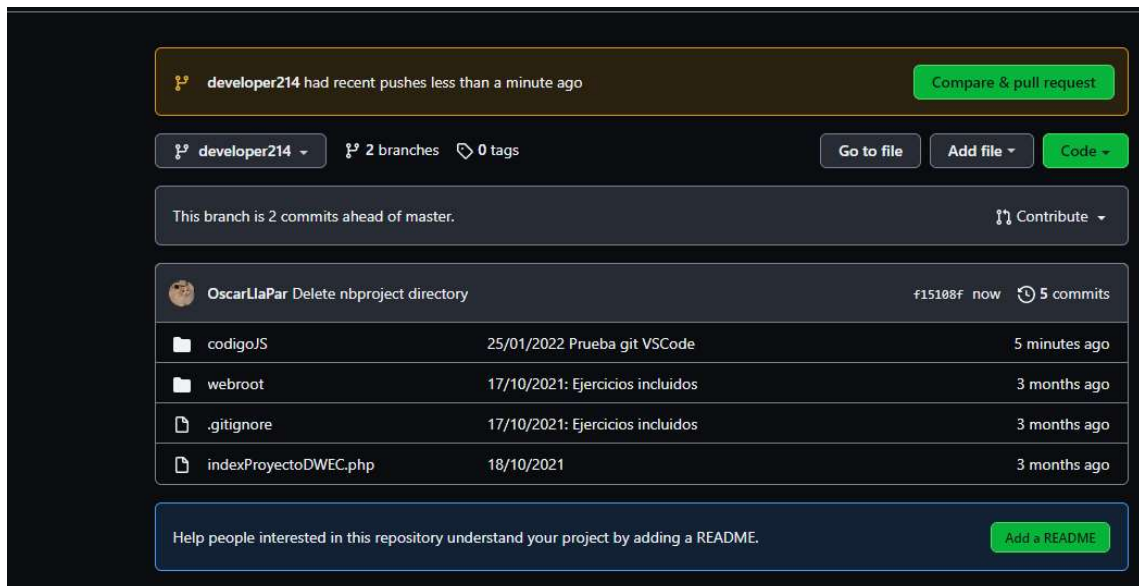 developer214 had recent pushes less than a minute ago Compare & pull request
developer214 2 branches 0 tags Go to file Add file Code
This branch is 2 commits ahead of master. Contribute
OscarLlaPar Delete nbproject directory f15108f now 5 commits
codigoJS 25/01/2022 Prueba git VSCode 5 minutes ago
webroot 17/10/2021: Ejercicios incluidos 3 months ago
.gitignore 17/10/2021: Ejercicios incluidos 3 months ago
indexProyectoDWEC.php 18/10/2021 3 months ago
Help people interested in this repository understand your project by adding a README. Add a README